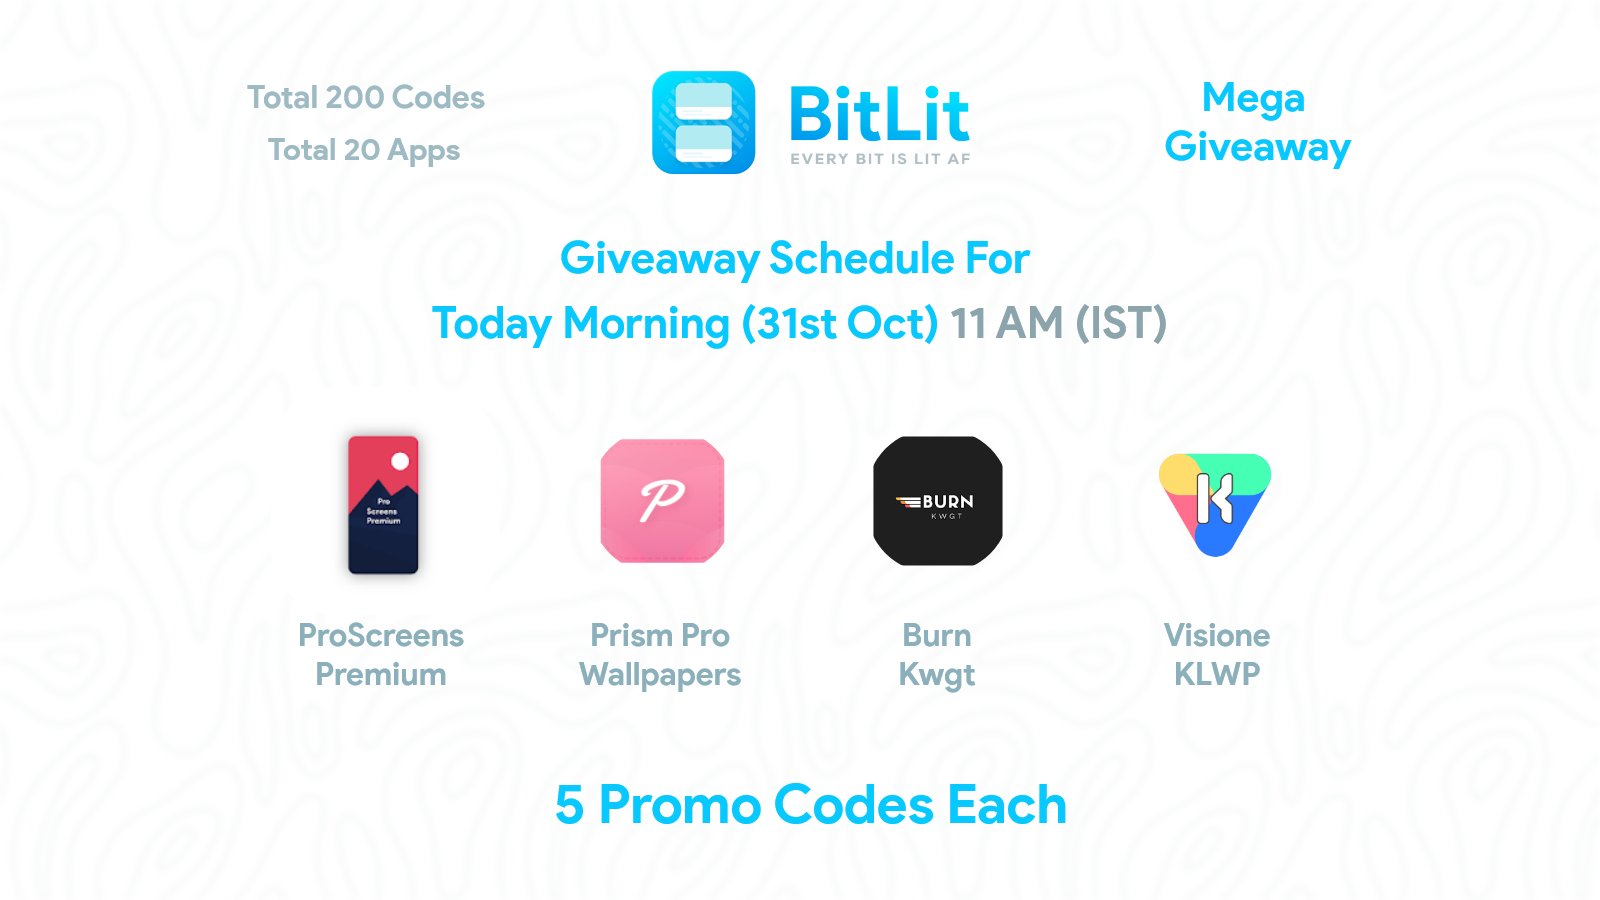 Total 200 Codes
Total 20 Apps
BitLit
EVERY BIT IS LIT AF
Mega
Giveaway
Giveaway Schedule For
Today Morning (31st Oct) 11 AM (IST)
Pro
Screens
Premium
P
BURN
KWGT
K
ProScreens
Premium
Prism Pro
Wallpapers
Burn
Kwgt
Visione
KLWP
5 Promo Codes Each